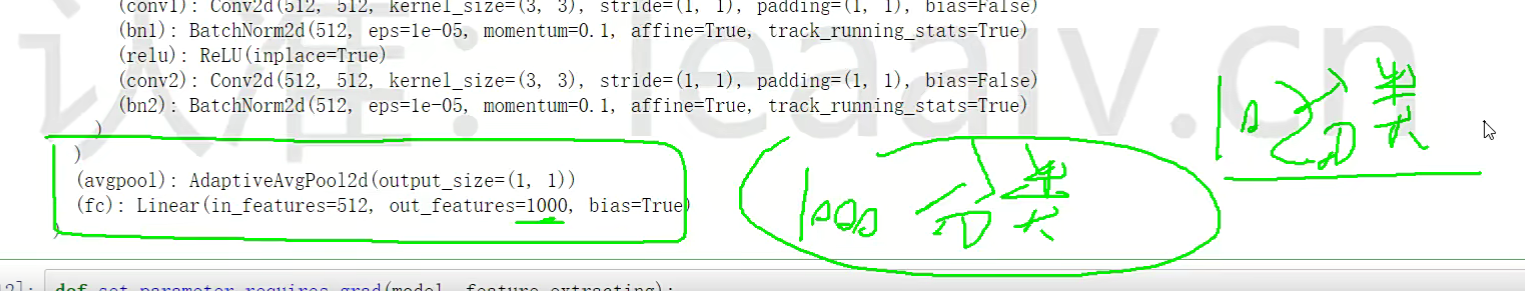 (conv1): Conv2d(512, 512, kernel_size=(3, 3), stride=(1, 1), padding=(1, 1), bias=False)
(bn1): BatchNorm2d(512, eps=1e-05, momentum=0.1, affine=True, track_running_stats=True)
(relu): ReLU(inplace=True)
(conv2): Conv2d(512, 512, kernel_size=(3, 3), stride=(1, 1), padding=(1, 1), bias=False)
(bn2): BatchNorm2d(512, eps=1e-05, momentum=0.1, affine=True, track_running_stats=True)
)
)
(avgpool): AdaptiveAvgPool2d(output_size=(1, 1))
(fc): Linear(in_features=512, out_features=1000, bias=True)
)
1000 分类
102分类
认准：leaaiv.cn
def set_parameter_requires_grad(model, feature_extracting):